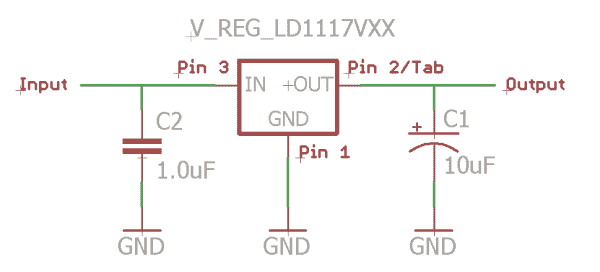 V_REG_LD1117VXX
Input
Pin 3
Pin 2/Tab
Output
IN
+OUT
GND
Pin 1
C2
1.0uF
+
C1
10uF
GND
GND
GND